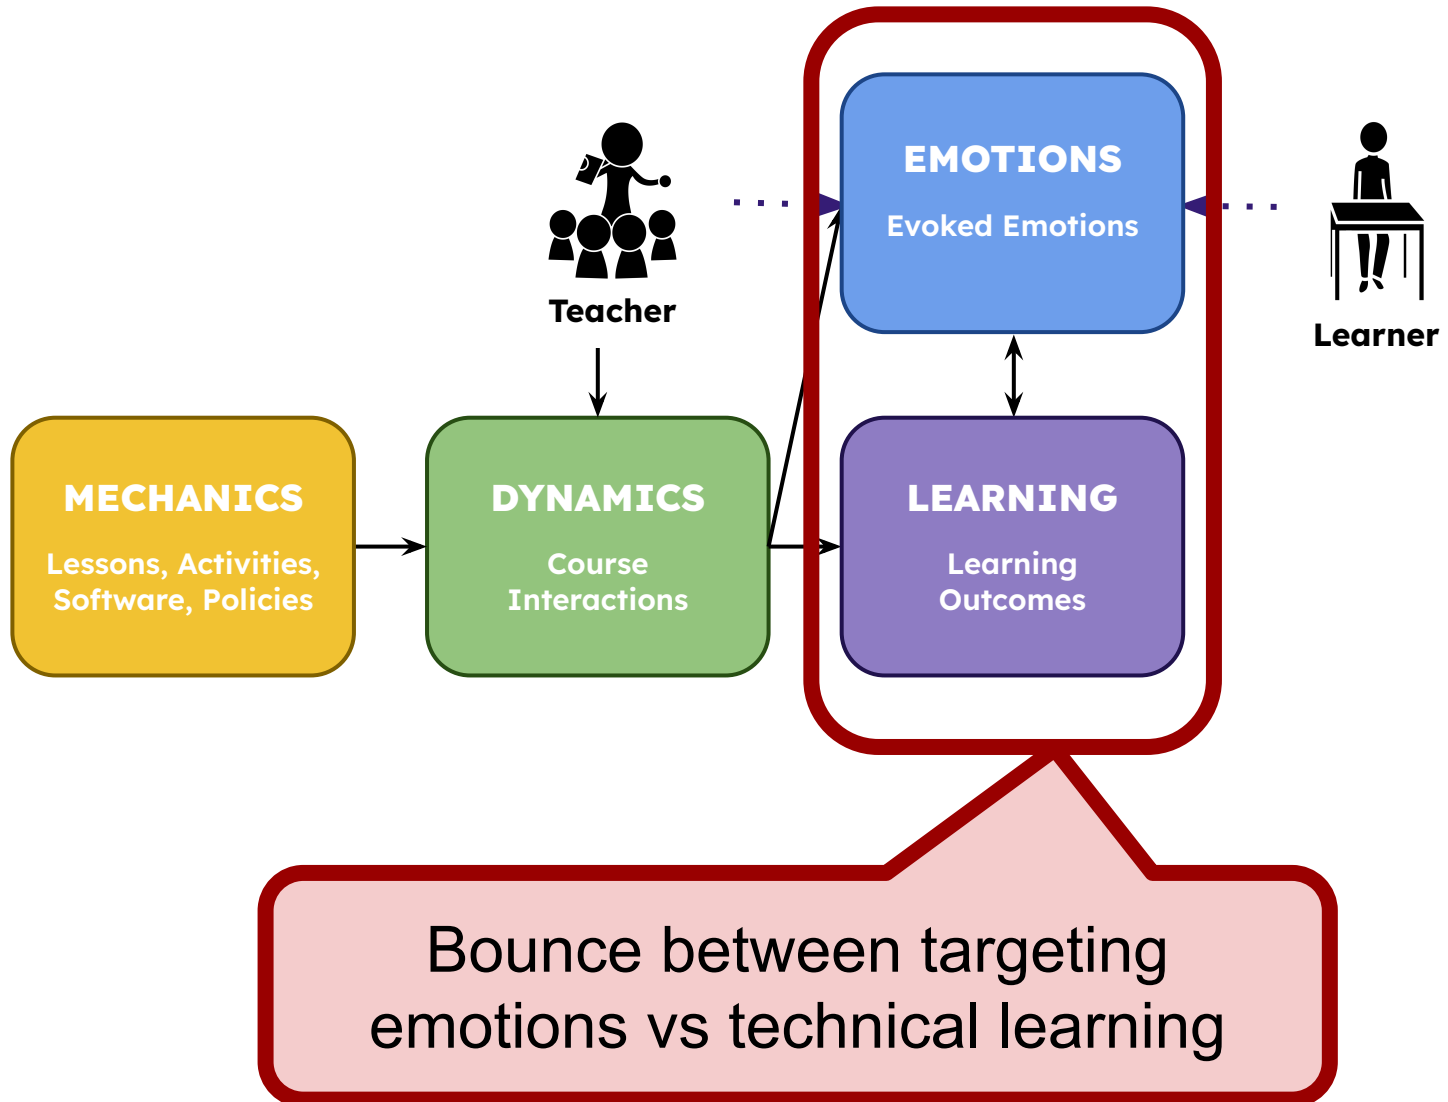 EMOTIONS
Evoked Emotions
Teacher
Learner
MECHANICS
Lessons, Activities,
Software, Policies
DYNAMICS
Course
Interactions
LEARNING
Learning
Outcomes
Bounce between targeting
emotions vs technical learning